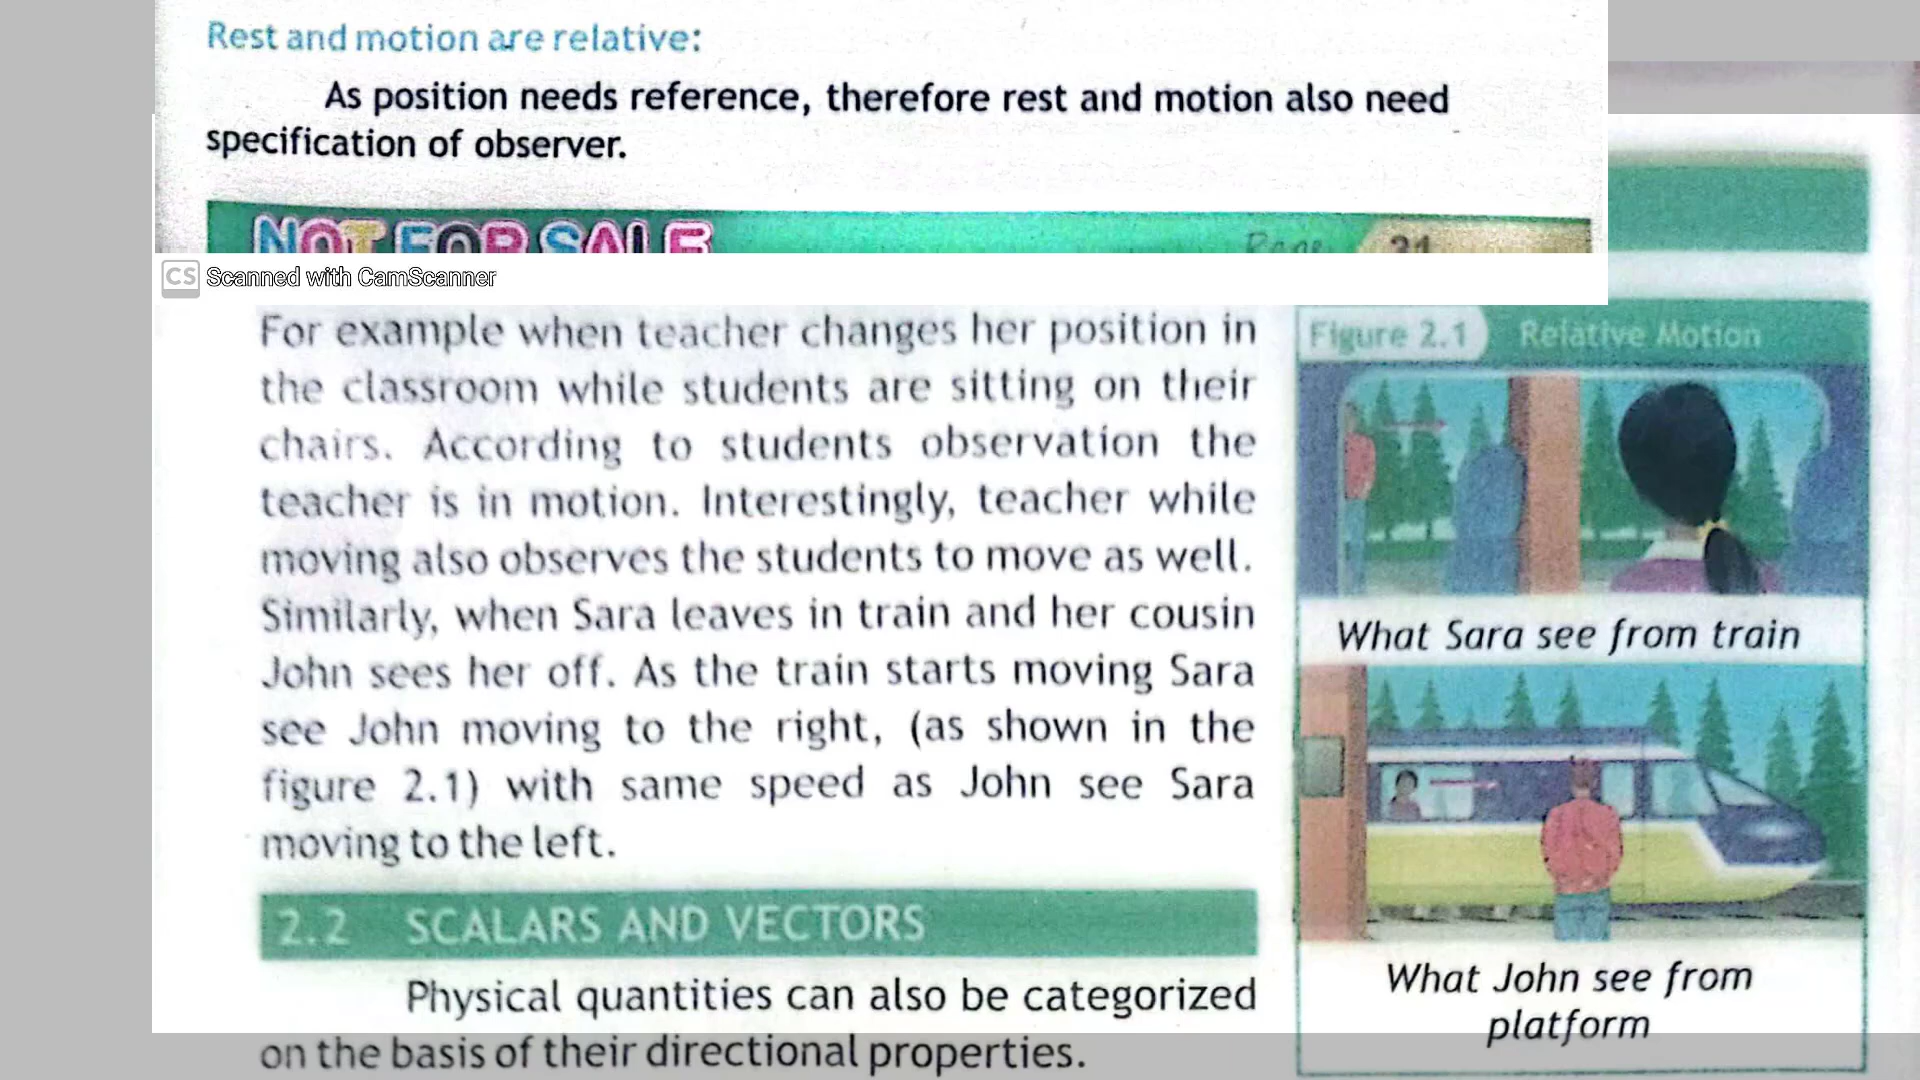 Rest and motion are relative:
As position needs reference, therefore rest and motion also need
specification of observer.
NOT FOR SALE
Page 31
CS Scanned with CamScanner
For example when teacher changes her position in
the classroom while students are sitting on their
chairs. According to students observation the
teacher is in motion. Interestingly, teacher while
moving also observes the students to move as well.
Similarly, when Sara leaves in train and her cousin
John sees her off. As the train starts moving Sara
see John moving to the right, (as shown in the
figure 2.1) with same speed as John see Sara
moving to the left.
2.2 SCALARS AND VECTORS
Physical quantities can also be categorized
on the basis of their directional properties.
Figure 2.1 Relative Motion
What Sara see from train
What John see from
platform